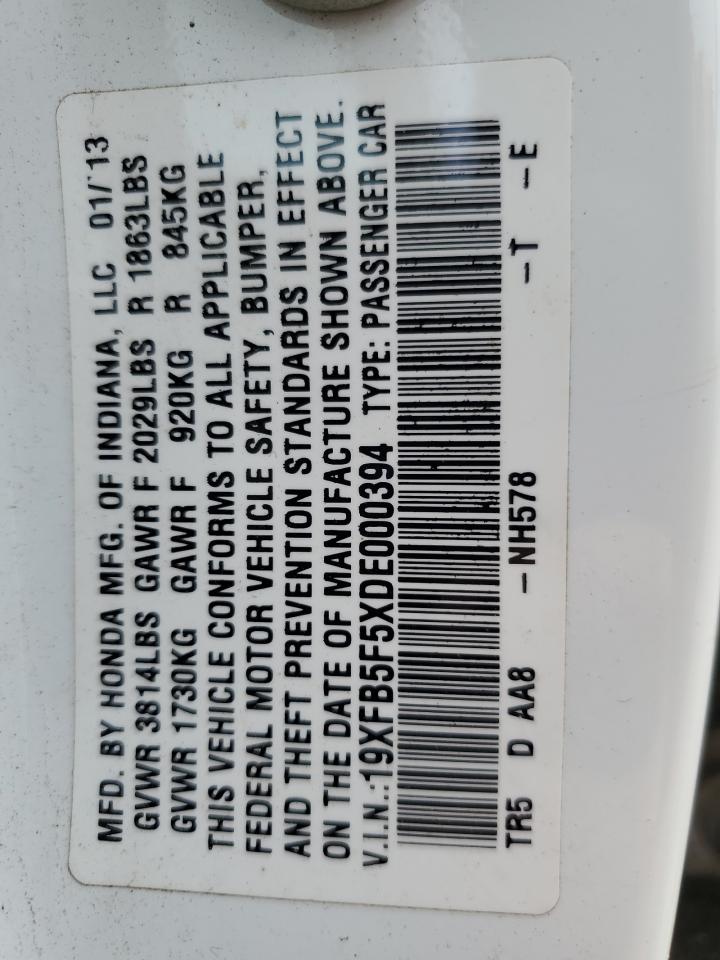 MFD. BY HONDA MFG. OF INDIANA, LLC 01/13
GVWR 3814LBS GAWR F 2029LBS R 1863LBS
GVWR 1730KG GAWR F 920KG R 845KG
THIS VEHICLE CONFORMS TO ALL APPLICABLE
FEDERAL MOTOR VEHICLE SAFETY, BUMPER,
AND THEFT PREVENTION STANDARDS IN EFFECT
ON THE DATE OF MANUFACTURE SHOWN ABOVE.
V.I.N.:19XFB5F5XDE000394 TYPE: PASSENGER CAR
TR5 D AA8 -NH578 -T -E